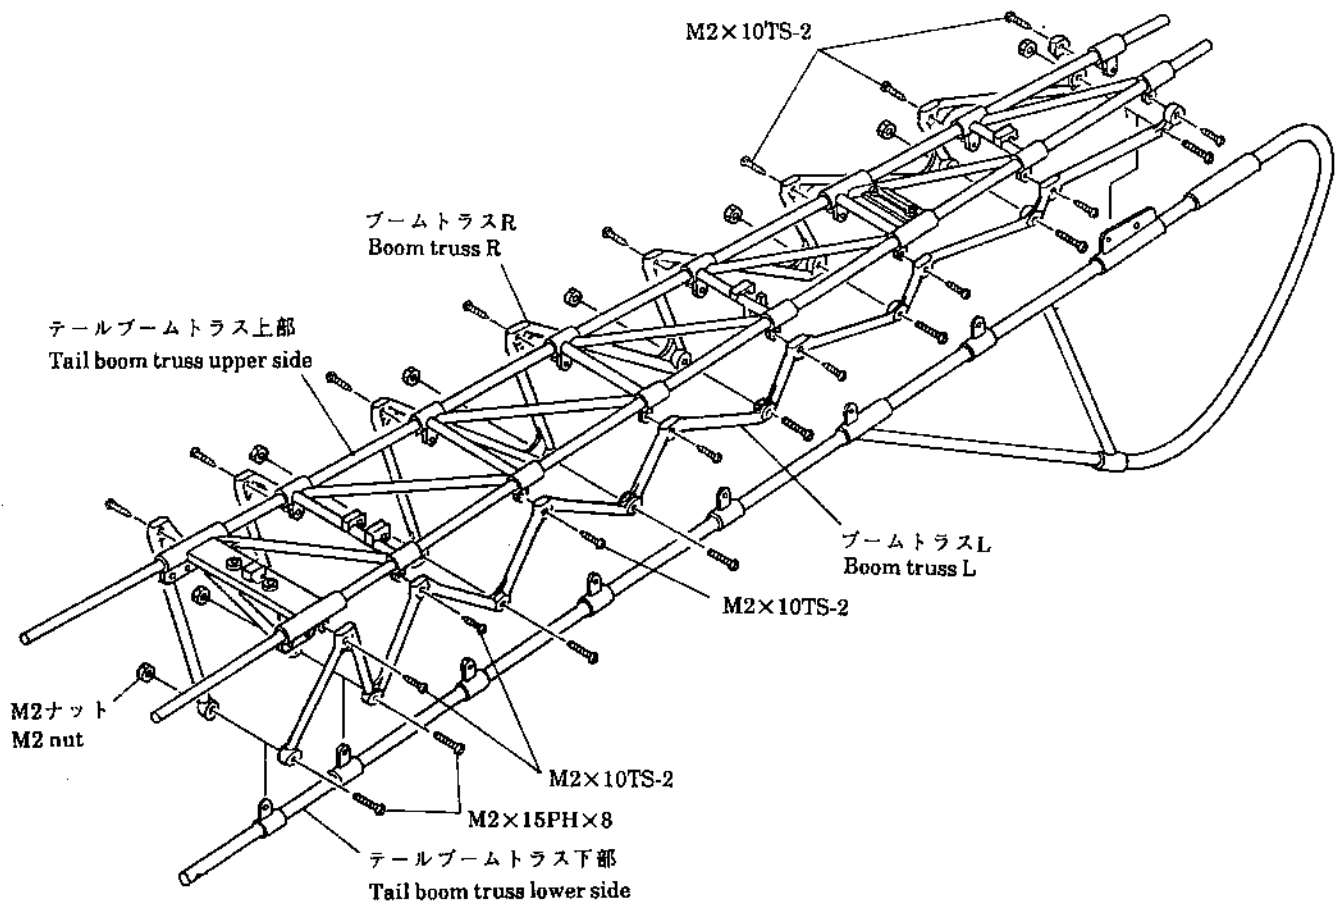 M2×10TS-2
ブームトラスR
Boom truss R
テールブームトラス上部
Tail boom truss upper side
ブームトラスL
Boom truss L
M2×10TS-2
M2ナット
M2 nut
M2×10TS-2
M2×15PH×8
テールブームトラス下部
Tail boom truss lower side